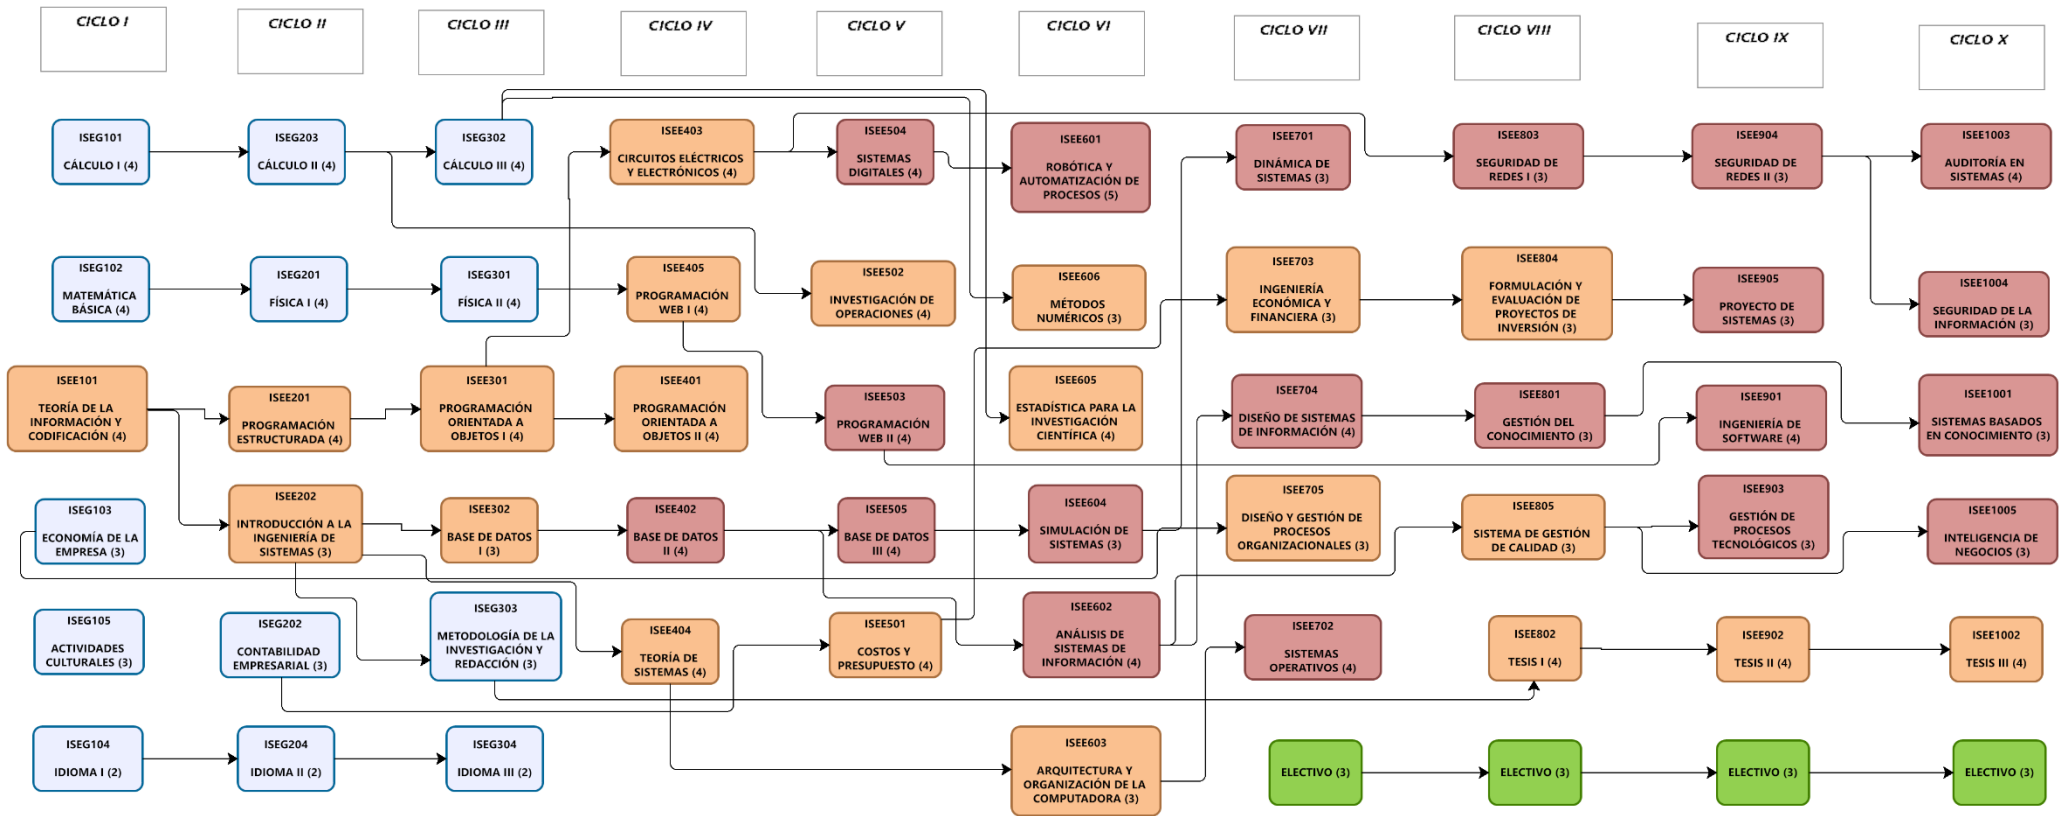 CICLO I
CICLO II
CICLO III
CICLO IV
CICLO V
CICLO VI
CICLO VII
CICLO VIII
CICLO IX
CICLO X
ISEG101
CÁLCULO I (4)
ISEG203
CÁLCULO II (4)
ISEG302
CÁLCULO III (4)
ISEE403
CIRCUITOS ELÉCTRICOS
Y ELECTRÓNICOS (4)
ISEE504
SISTEMAS
DIGITALES (4)
ISEE601
ROBÓTICA Y
AUTOMATIZACIÓN DE
PROCESOS (5)
ISEE701
DINÁMICA DE
SISTEMAS (3)
ISEE803
SEGURIDAD DE
REDES I (3)
ISEE904
SEGURIDAD DE
REDES II (3)
ISEE1003
AUDITORÍA EN
SISTEMAS (4)
ISEG102
MATEMÁTICA
BÁSICA (4)
ISEG201
FÍSICA I (4)
ISEG301
FÍSICA II (4)
ISEE405
PROGRAMACIÓN
WEB I (4)
ISEE502
INVESTIGACIÓN DE
OPERACIONES (4)
ISEE606
MÉTODOS
NUMÉRICOS (3)
ISEE703
INGENIERÍA
ECONÓMICA Y
FINANCIERA (3)
ISEE804
FORMULACIÓN Y
EVALUACIÓN DE
PROYECTOS DE
INVERSIÓN (3)
ISEE905
PROYECTO DE
SISTEMAS (3)
ISEE1004
SEGURIDAD DE LA
INFORMACIÓN (3)
ISEE101
TEORÍA DE LA
INFORMACIÓN Y
CODIFICACIÓN (4)
ISEE201
PROGRAMACIÓN
ESTRUCTURADA (4)
ISEE301
PROGRAMACIÓN
ORIENTADA A
OBJETOS I (4)
ISEE401
PROGRAMACIÓN
ORIENTADA A
OBJETOS II (4)
ISEE503
PROGRAMACIÓN
WEB II (4)
ISEE605
ESTADÍSTICA PARA LA
INVESTIGACIÓN
CIENTÍFICA (4)
ISEE704
DISEÑO DE SISTEMAS
DE INFORMACIÓN (4)
ISEE801
GESTIÓN DEL
CONOCIMIENTO (3)
ISEE901
INGENIERÍA DE
SOFTWARE (4)
ISEE1001
SISTEMAS BASADOS
EN CONOCIMIENTO (3)
ISEG103
ECONOMÍA DE LA
EMPRESA (3)
ISEE202
INTRODUCCIÓN A LA
INGENIERÍA DE
SISTEMAS (3)
ISEE302
BASE DE DATOS
I (3)
ISEE402
BASE DE DATOS
II (4)
ISEE505
BASE DE DATOS
III (4)
ISEE604
SIMULACIÓN DE
SISTEMAS (3)
ISEE705
DISEÑO Y GESTIÓN DE
PROCESOS
ORGANIZACIONALES (3)
ISEE805
SISTEMA DE GESTIÓN
DE CALIDAD (3)
ISEE903
GESTIÓN DE
PROCESOS
TECNOLÓGICOS (3)
ISEE1005
INTELIGENCIA DE
NEGOCIOS (3)
ISEG105
ACTIVIDADES
CULTURALES (3)
ISEG202
CONTABILIDAD
EMPRESARIAL (3)
ISEG303
METODOLOGÍA DE LA
INVESTIGACIÓN Y
REDACCIÓN (3)
ISEE404
TEORÍA DE
SISTEMAS (4)
ISEE501
COSTOS Y
PRESUPUESTO (4)
ISEE602
ANÁLISIS DE
SISTEMAS DE
INFORMACIÓN (4)
ISEE702
SISTEMAS
OPERATIVOS (4)
ISEE802
TESIS I (4)
ISEE902
TESIS II (4)
ISEE1002
TESIS III (4)
ISEG104
IDIOMA I (2)
ISEG204
IDIOMA II (2)
ISEG304
IDIOMA III (2)
ISEE603
ARQUITECTURA Y
ORGANIZACIÓN DE LA
COMPUTADORA (3)
ELECTIVO (3)
ELECTIVO (3)
ELECTIVO (3)
ELECTIVO (3)